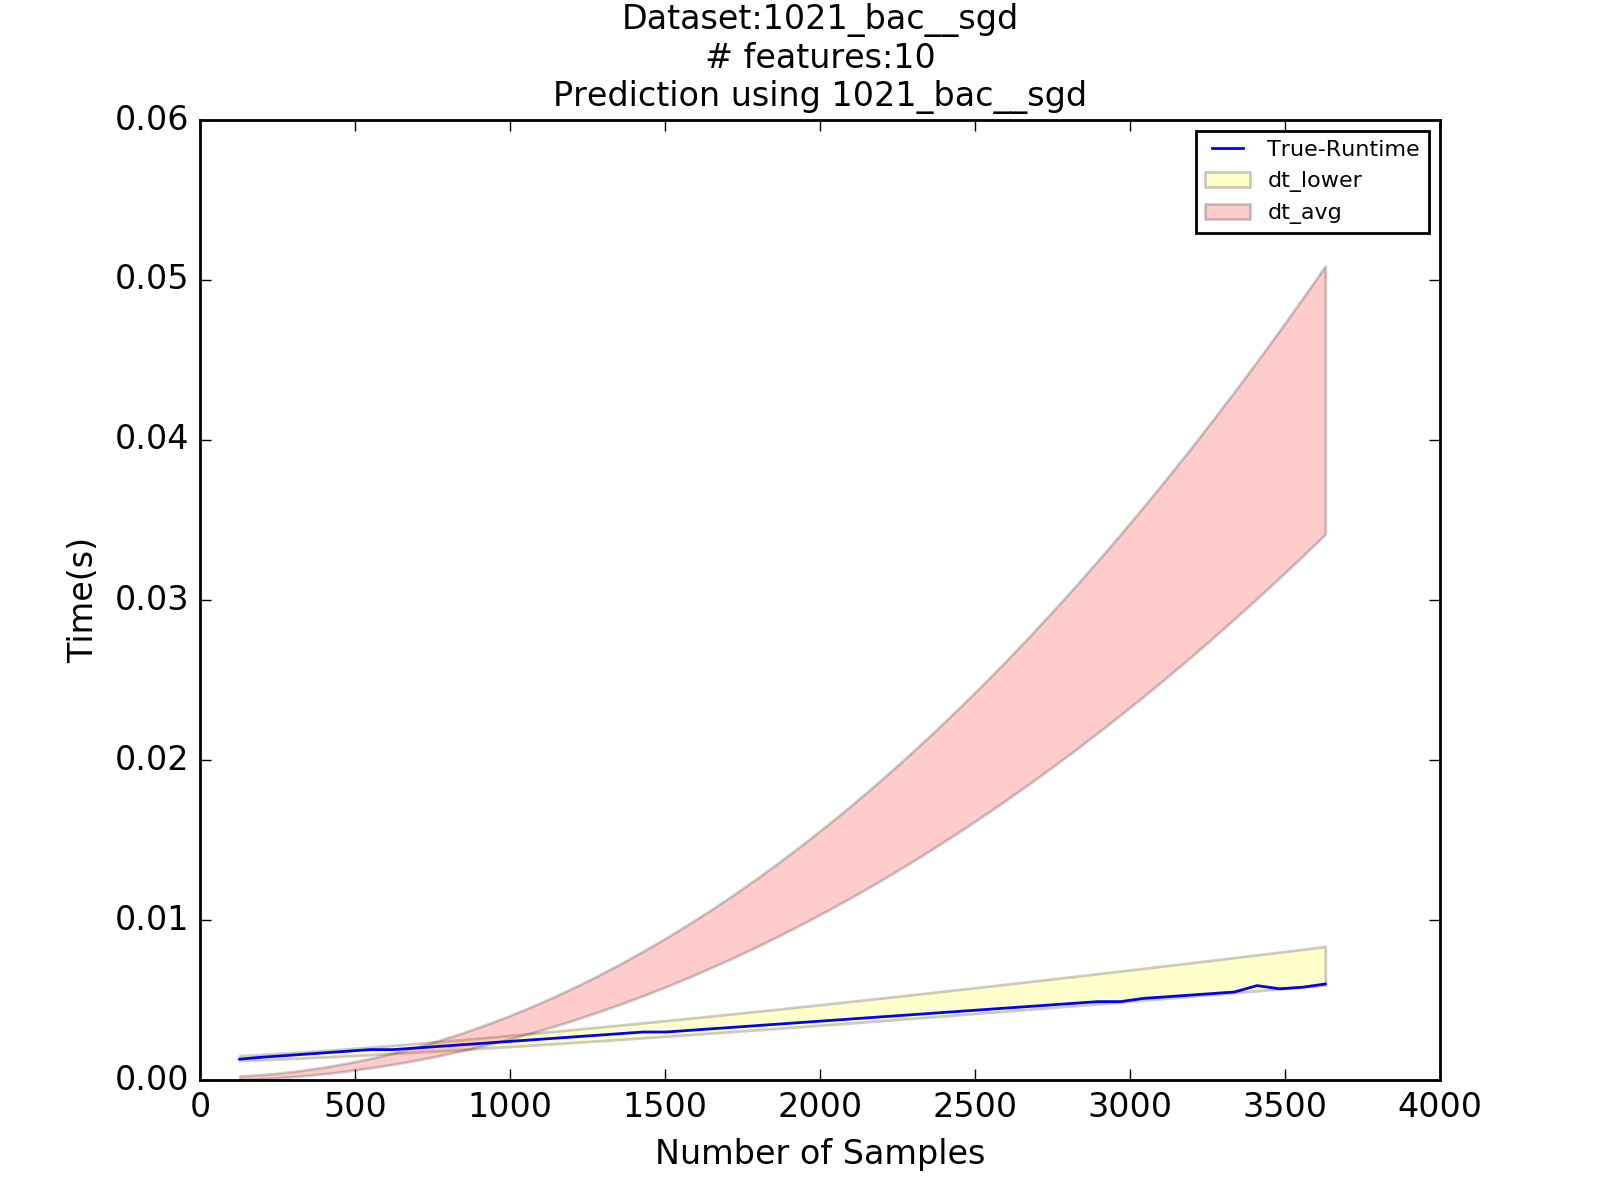 Dataset:1021_bac__sgd
# features:10
Prediction using 1021_bac__sgd
True-Runtime
dt_lower
dt_avg
0.06
0.05
0.04
0.03
0.02
0.01
0.00
Time(s)
0 500 1000 1500 2000 2500 3000 3500 4000
Number of Samples